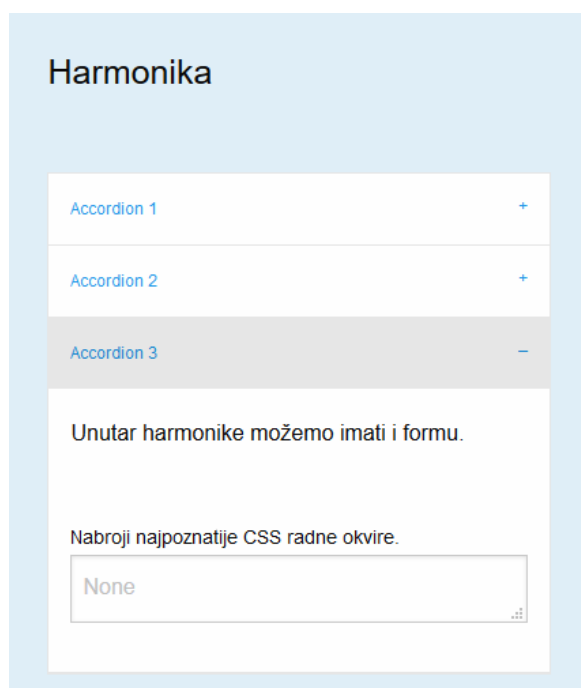 Harmonika
Accordion 1 +
Accordion 2 +
Accordion 3 –
Unutar harmonike možemo imati i formu.
Nabroji najpoznatije CSS radne okvire.
None